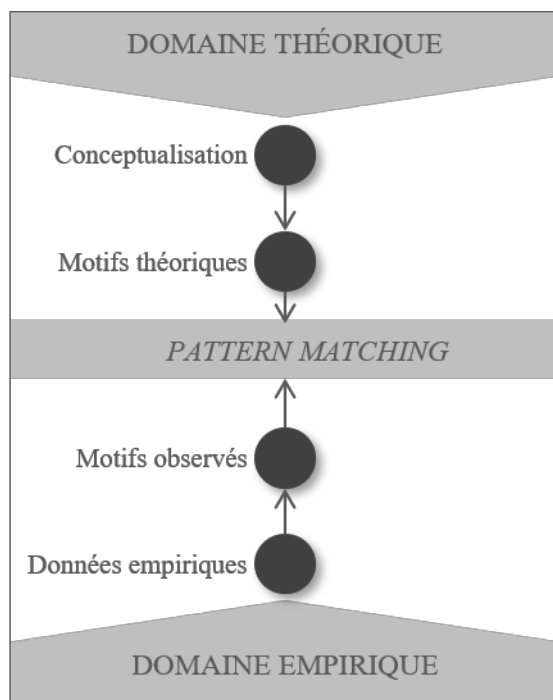 DOMAINE THÉORIQUE
Conceptualisation
Motifs théoriques
PATTERN MATCHING
Motifs observés
Données empiriques
DOMAINE EMPIRIQUE